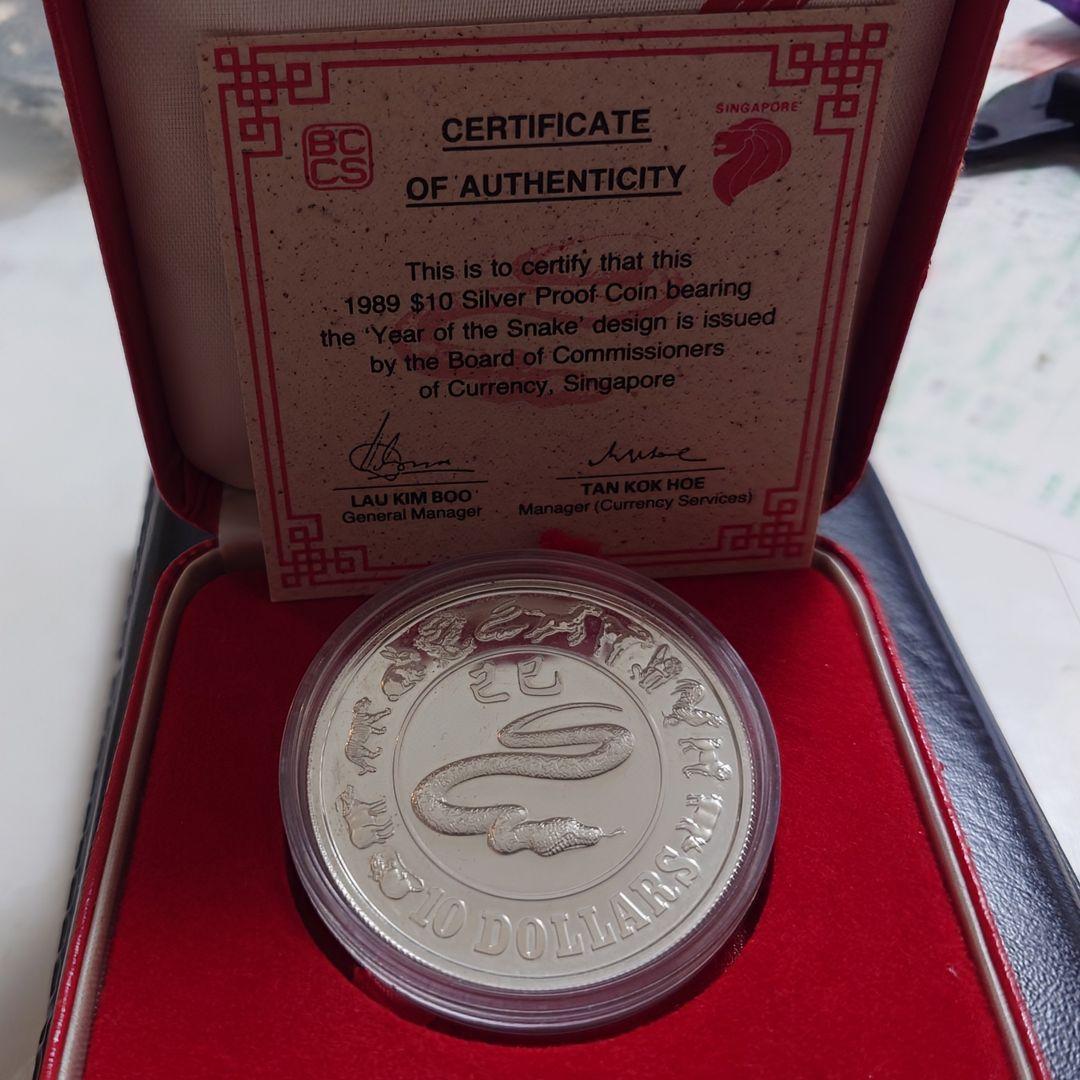 BC
CS
CERTIFICATE
OF AUTHENTICITY
SINGAPORE
This is to certify that this
1989 $10 Silver Proof Coin bearing
the 'Year of the Snake' design is issued
by the Board of Commissioners
of Currency, Singapore
LAU KIM BOO
General Manager
TAN KOK HOE
Manager (Currency Services)
己巳
10 DOLLARS